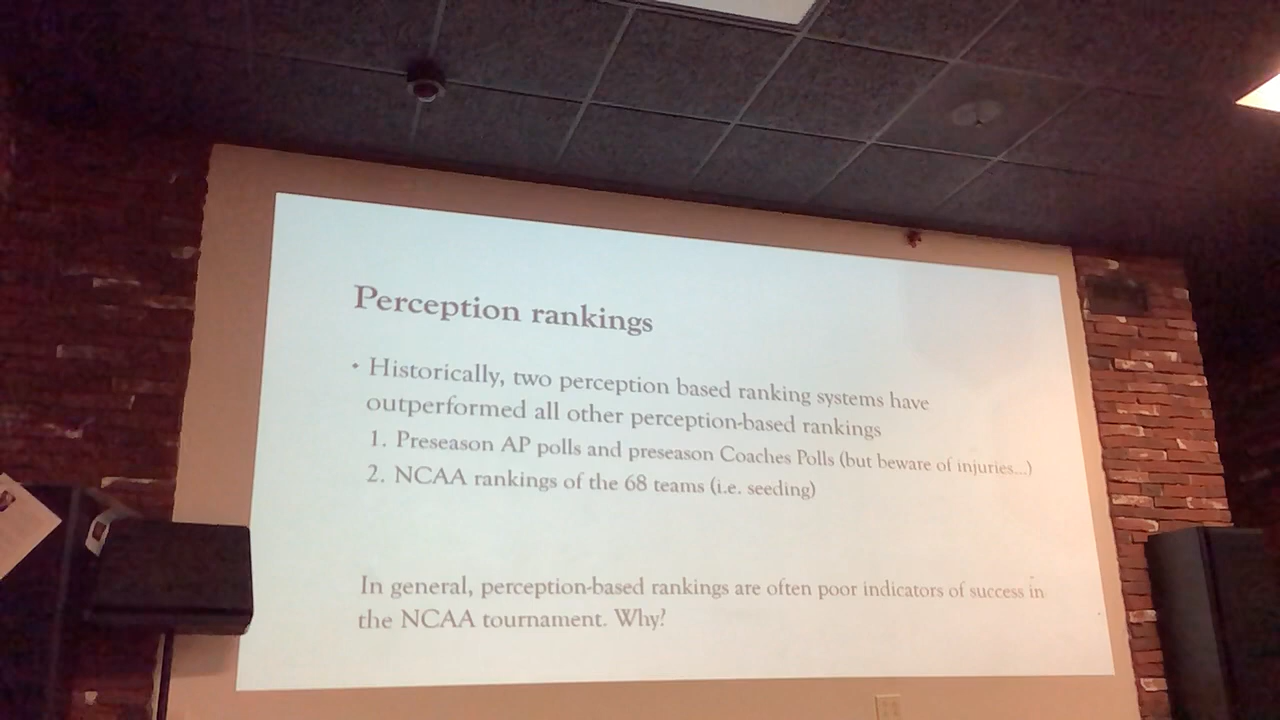 Perception rankings
• Historically, two perception based ranking systems have
outperformed all other perception-based rankings
1. Preseason AP polls and preseason Coaches Polls (but beware of injuries...)
2. NCAA rankings of the 68 teams (i.e. seeding)
In general, perception-based rankings are often poor indicators of success in
the NCAA tournament. Why?